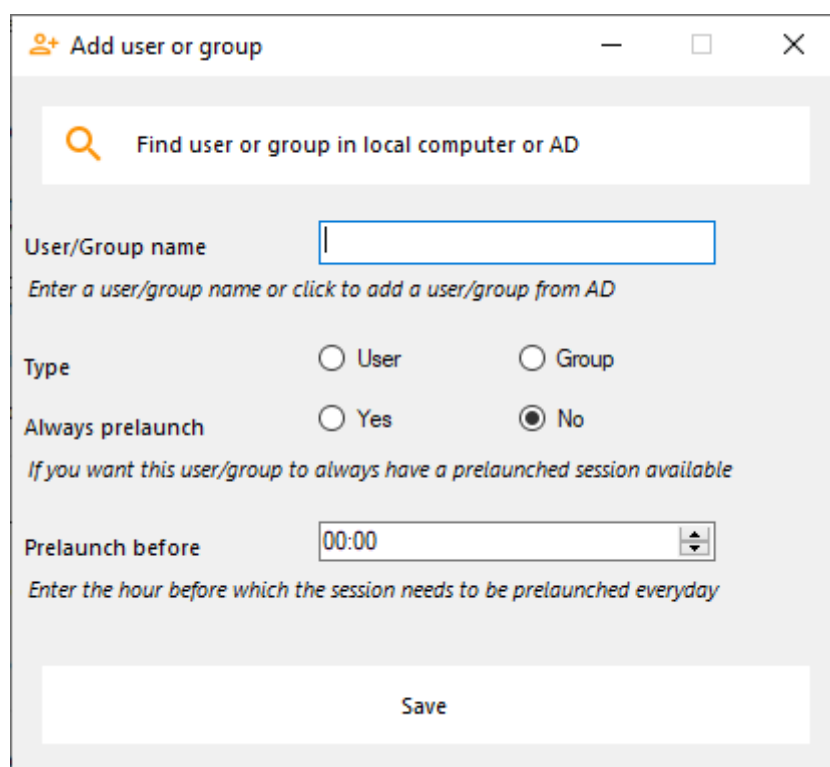 Add user or group
Find user or group in local computer or AD
User/Group name
Enter a user/group name or click to add a user/group from AD
Type User Group
Always prelaunch Yes No
If you want this user/group to always have a prelaunched session available
Prelaunch before 00:00
Enter the hour before which the session needs to be prelaunched everyday
Save